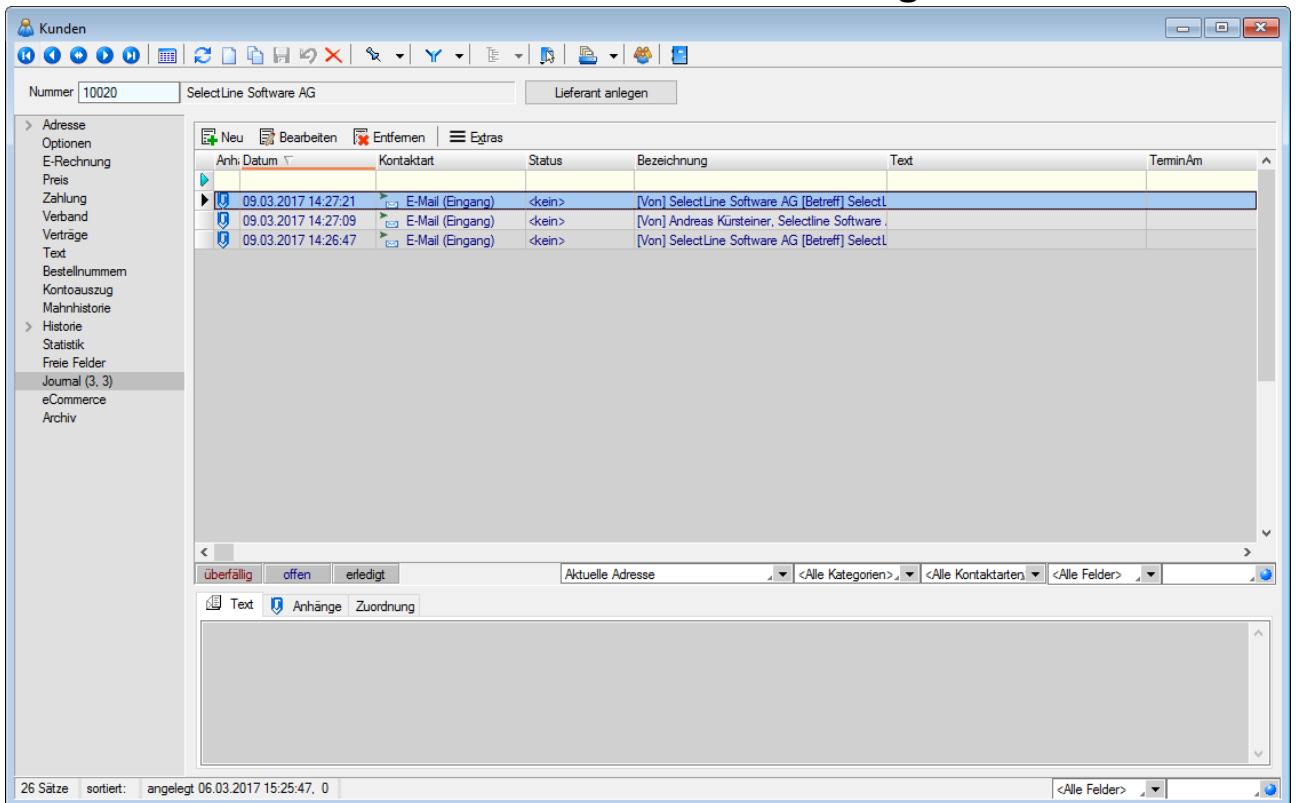 Kunden
Nummer 10020 SelectLine Software AG Lieferant anlegen
Adresse
Optionen
E-Rechnung
Preis
Zahlung
Verband
Verträge
Text
Bestellnummern
Kontoauszug
Mahnhistorie
Historie
Statistik
Freie Felder
Journal (3, 3)
eCommerce
Archiv
Neu Bearbeiten Entfernen Extras
Anh Datum Kontaktart Status Bezeichnung Text TerminAm
09.03.2017 14:27:21 E-Mail (Eingang) <kein> [Von] SelectLine Software AG [Betreff] SelectL
09.03.2017 14:27:09 E-Mail (Eingang) <kein> [Von] Andreas Kürsteiner, Selectline Software
09.03.2017 14:26:47 E-Mail (Eingang) <kein> [Von] SelectLine Software AG [Betreff] SelectL
überfällig offen erledigt Aktuelle Adresse <Alle Kategorien> <Alle Kontaktarten <Alle Felder>
Text Anhänge Zuordnung
26 Sätze sortiert: angelegt 06.03.2017 15:25:47, 0 <Alle Felder>